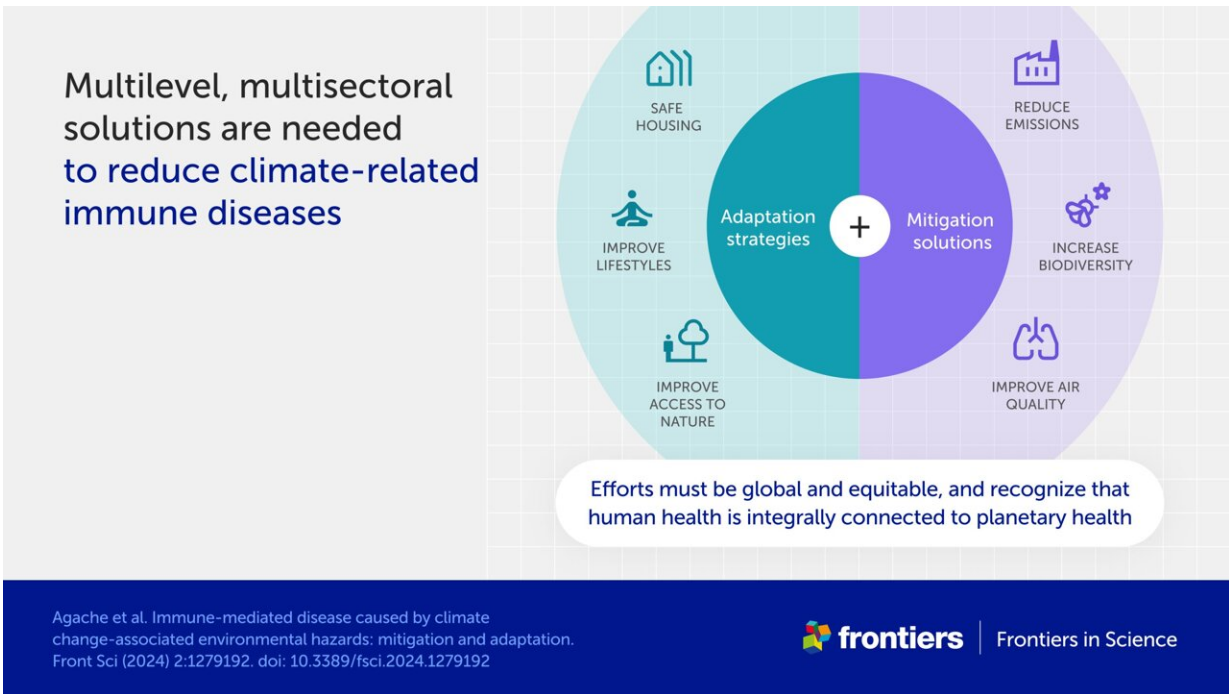 Multilevel, multisectoral
solutions are needed
to reduce climate-related
immune diseases
SAFE
HOUSING
IMPROVE
LIFESTYLES
IMPROVE
ACCESS TO
NATURE
Adaptation
strategies
+
Mitigation
solutions
REDUCE
EMISSIONS
INCREASE
BIODIVERSITY
IMPROVE AIR
QUALITY
Efforts must be global and equitable, and recognize that
human health is integrally connected to planetary health
Agache et al. Immune-mediated disease caused by climate
change-associated environmental hazards: mitigation and adaptation.
Front Sci (2024) 2:1279192. doi: 10.3389/fsci.2024.1279192
frontiers | Frontiers in Science